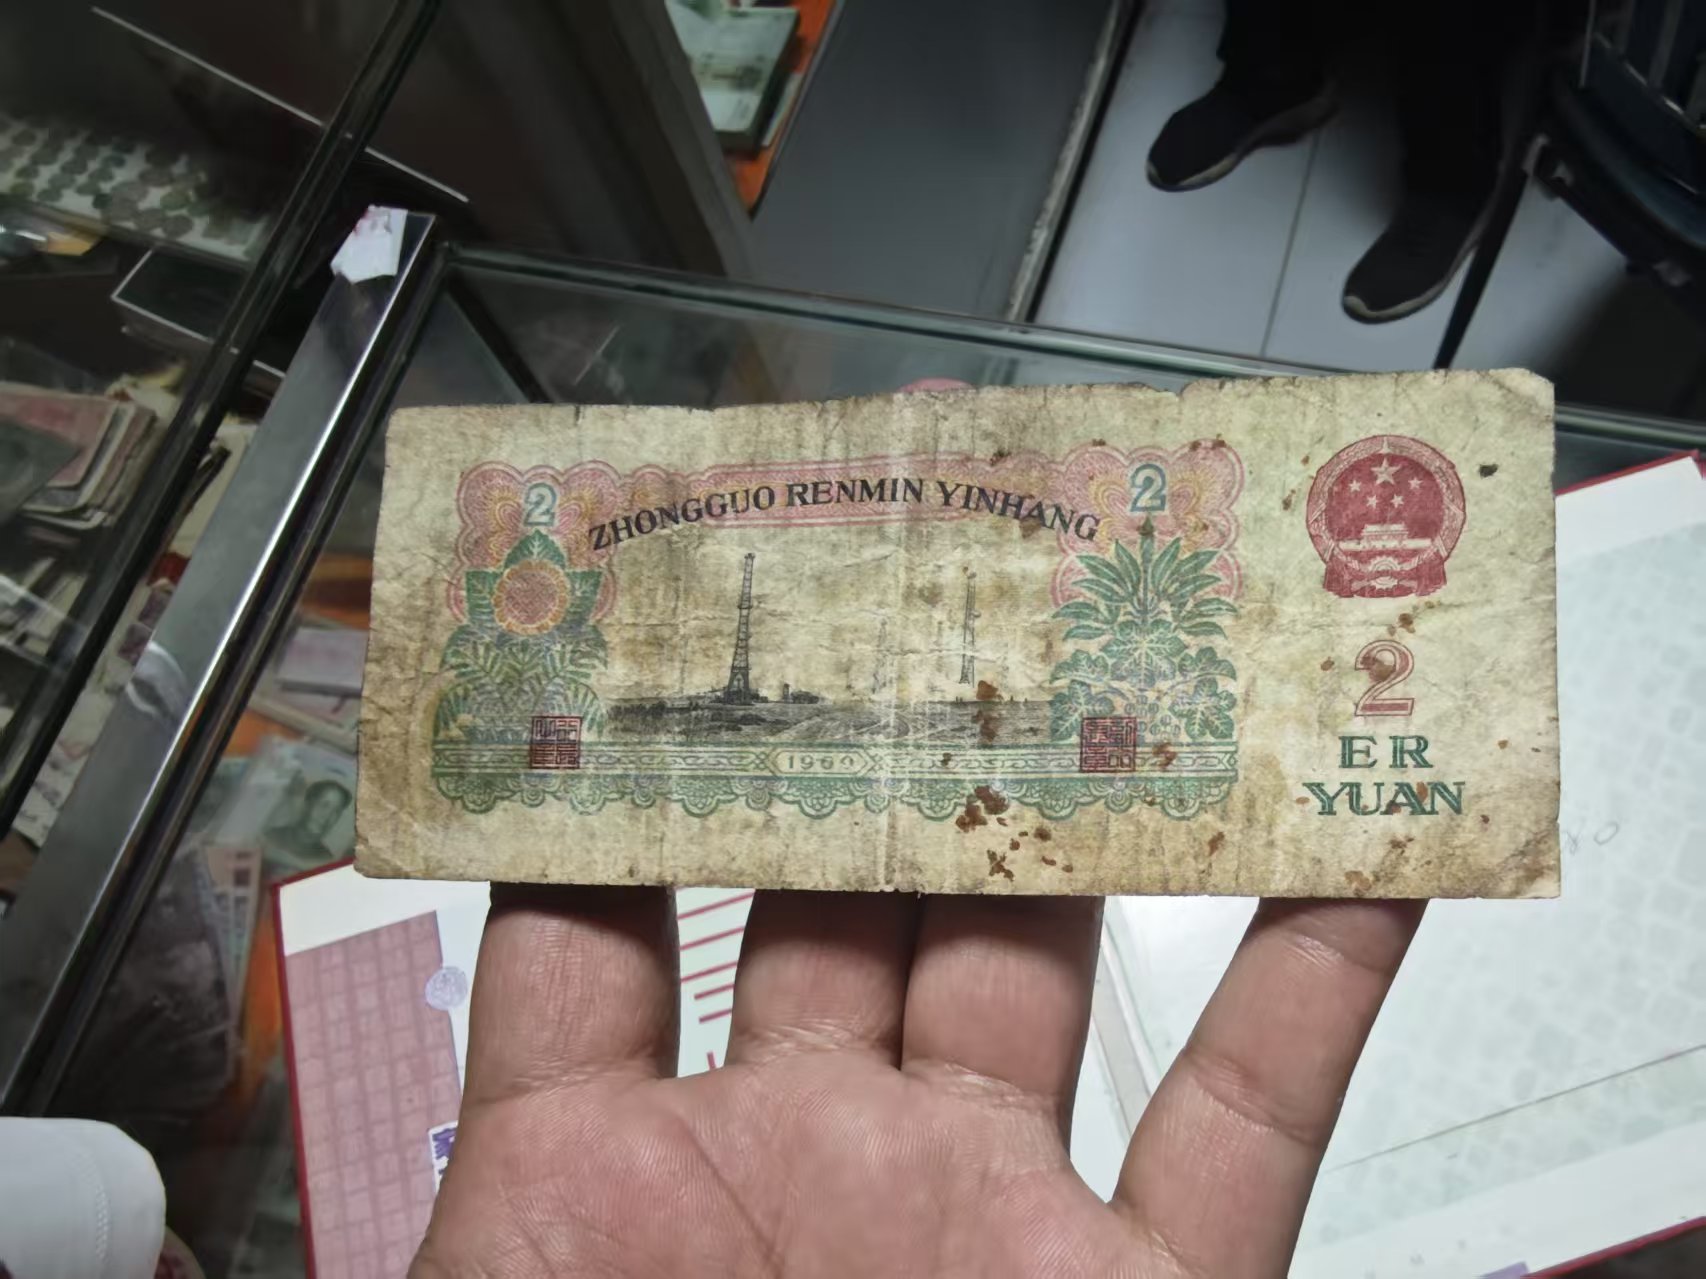 2
ZHONGGUO RENMIN YINHANG
2
2
ER
YUAN
1960